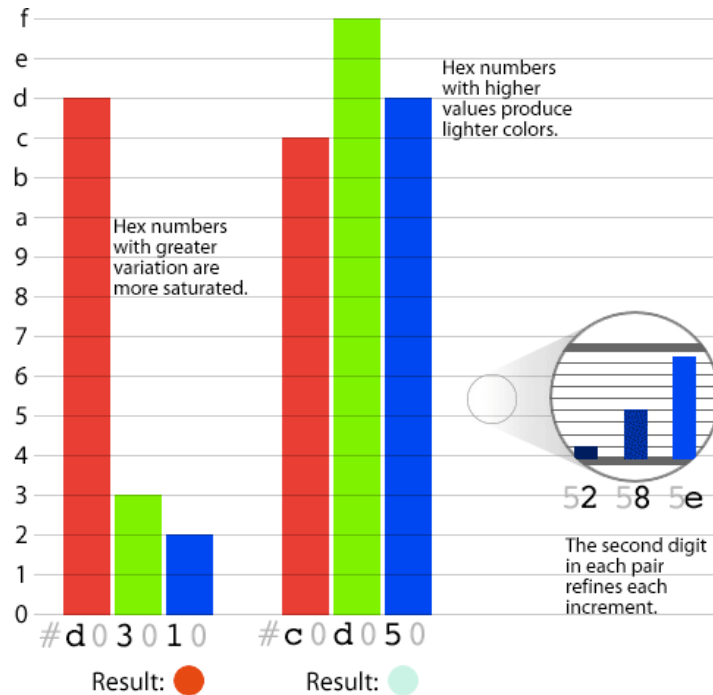 f
e
d
c
b
a
9
8
7
6
5
4
3
2
1
0
Hex numbers
with greater
variation are
more saturated.
Hex numbers
with higher
values produce
lighter colors.
52 58 5e
The second digit
in each pair
refines each
increment.
#d03010
#c0d050
Result:
Result: